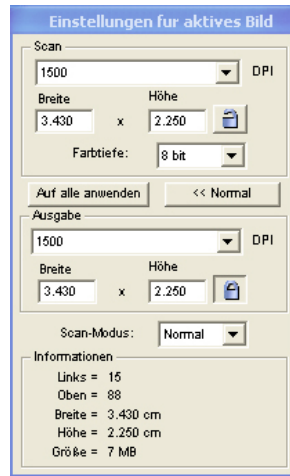 Einstellungen fur aktives Bild
Scan
1500 DPI
Breite Höhe
3.430 x 2.250
Farbtiefe: 8 bit
Auf alle anwenden << Normal
Ausgabe
1500 DPI
Breite Höhe
3.430 x 2.250
Scan-Modus: Normal
Informationen
Links = 15
Oben = 88
Breite = 3.430 cm
Höhe = 2.250 cm
Größe = 7 MB